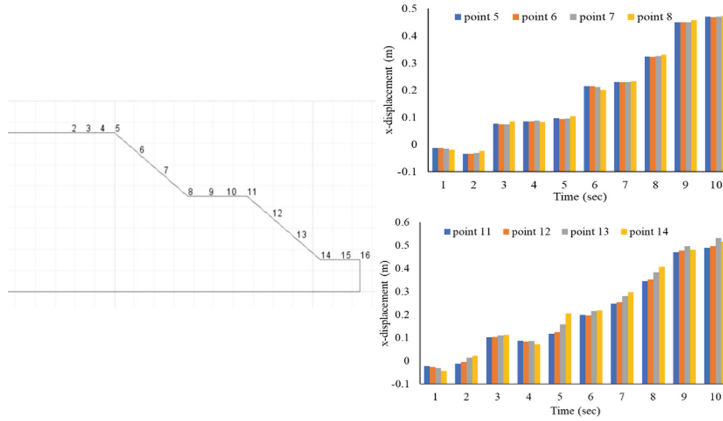 2 3 4 5
6
7
8 9 10 11
12
13
14 15 16
0.5
point 5 point 6 point 7 point 8
0.4
0.3
0.2
0.1
0
-0.1
x-displacement (m)
1 2 3 4 5 6 7 8 9 10
Time (sec)
0.6
point 11 point 12 point 13 point 14
0.5
0.4
0.3
0.2
0.1
0
-0.1
x-displacement (m)
1 2 3 4 5 6 7 8 9 10
Time (sec)